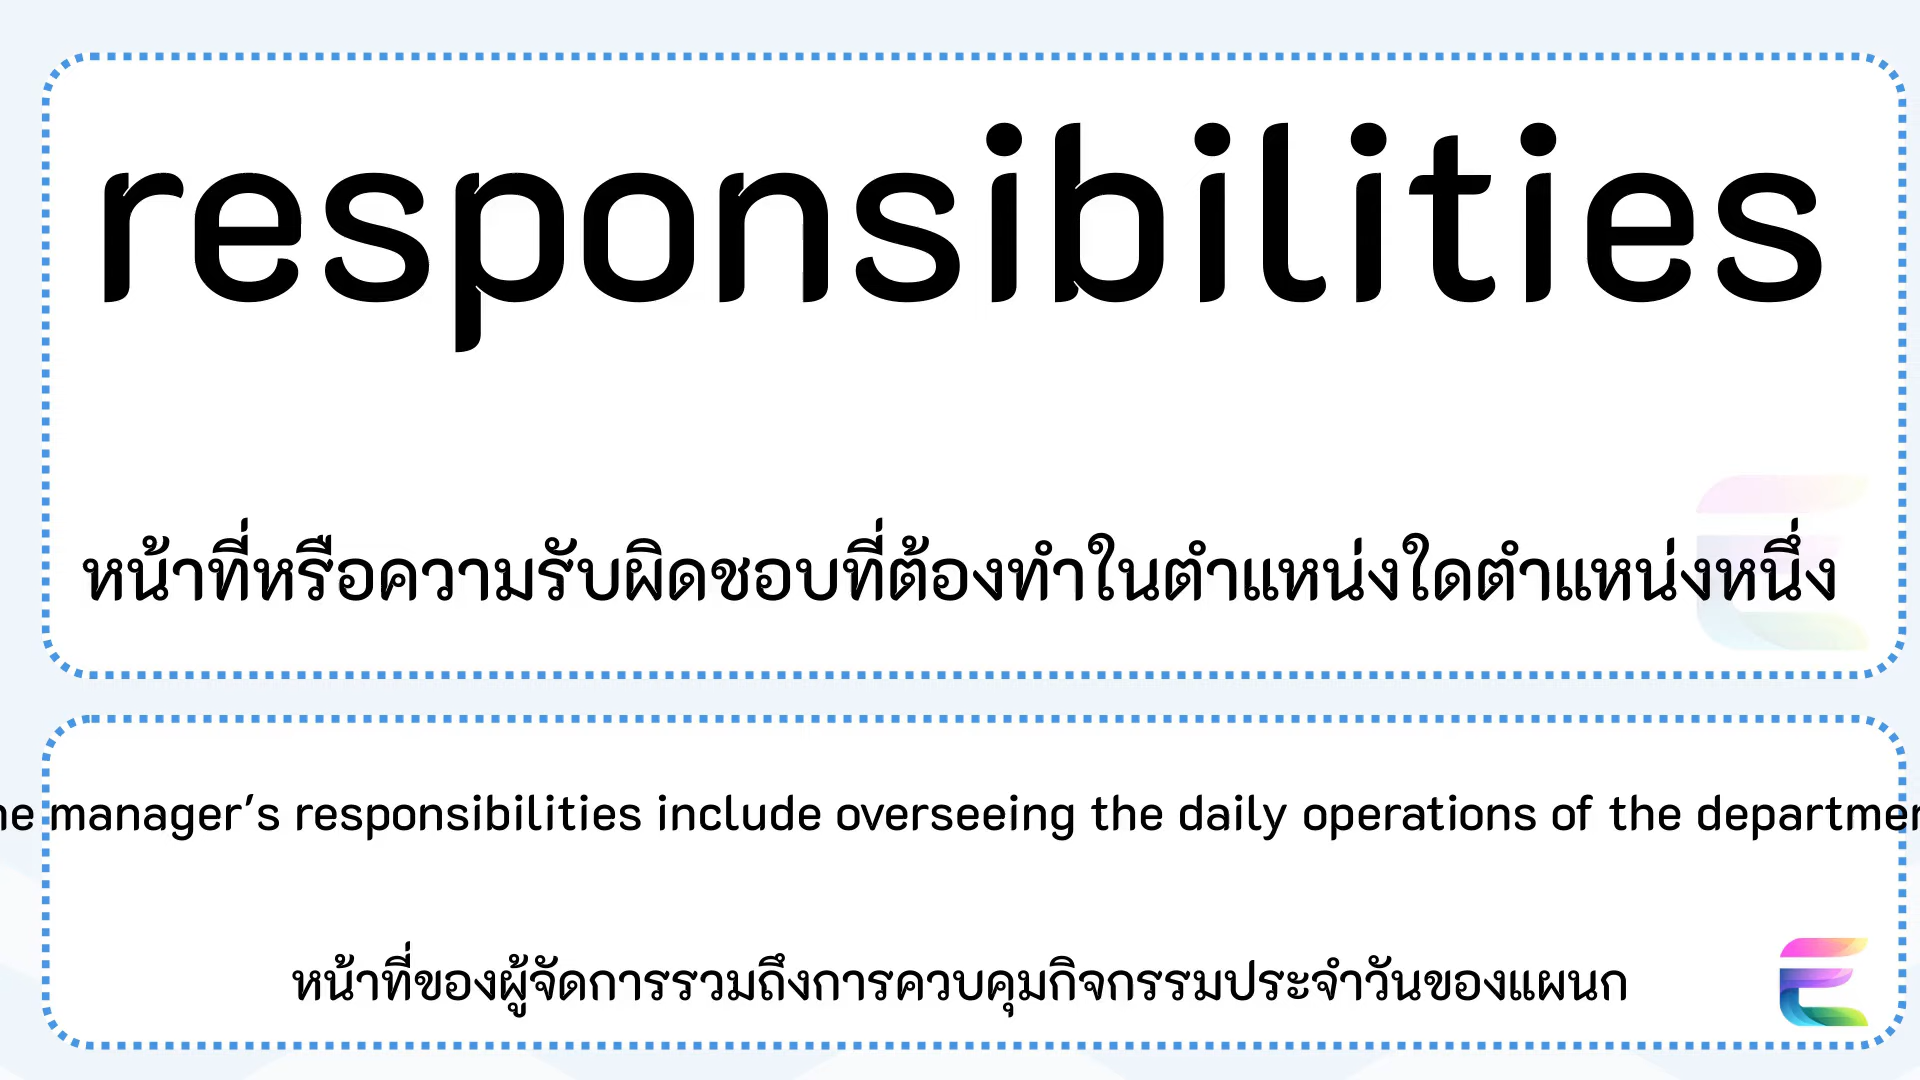 responsibilities
หน้าที่หรือความรับผิดชอบที่ต้องทำในตำแหน่งใดตำแหน่งหนึ่ง
manager's responsibilities include overseeing the daily operations of the
หน้าที่ของผู้จัดการรวมถึงการควบคุมกิจกรรมประจำวันของแผนก